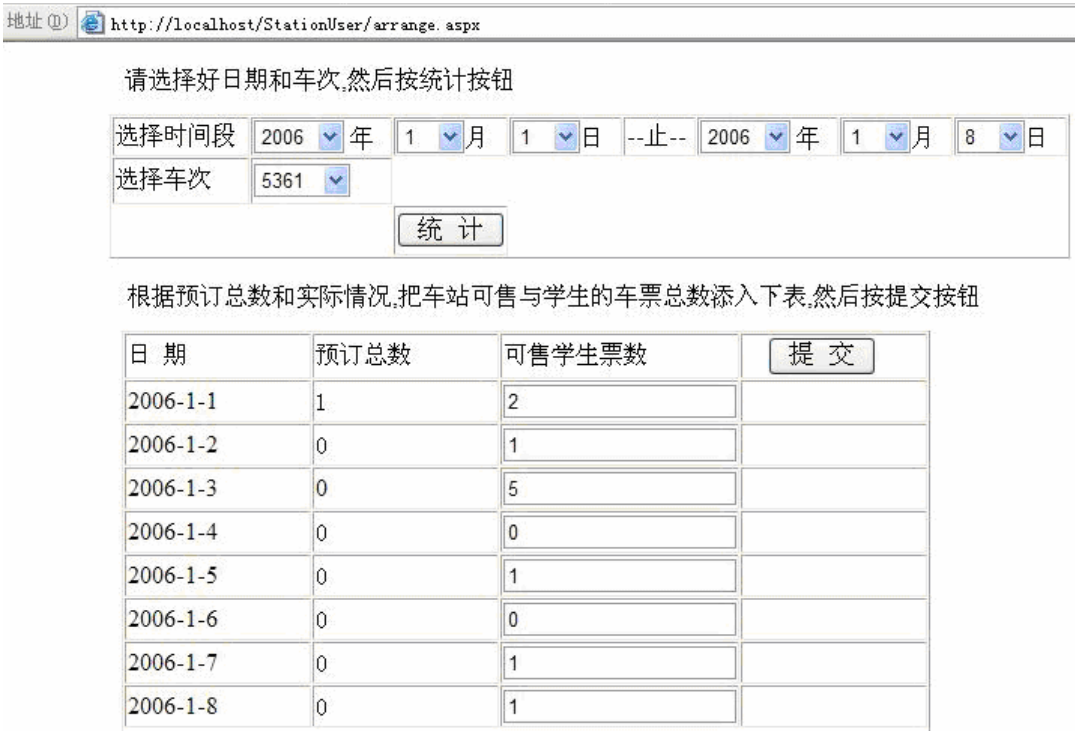 地址(D) http://localhost/StationUser/arrange.aspx
请选择好日期和车次,然后按统计按钮
选择时间段 2006 年 1 月 1 日 --止-- 2006 年 1 月 8 日
选择车次 5361
统 计
根据预订总数和实际情况,把车站可售与学生的车票总数添入下表,然后按提交按钮
日 期 预订总数 可售学生票数 提 交
2006-1-1 1 2
2006-1-2 0 1
2006-1-3 0 5
2006-1-4 0 0
2006-1-5 0 1
2006-1-6 0 0
2006-1-7 0 1
2006-1-8 0 1